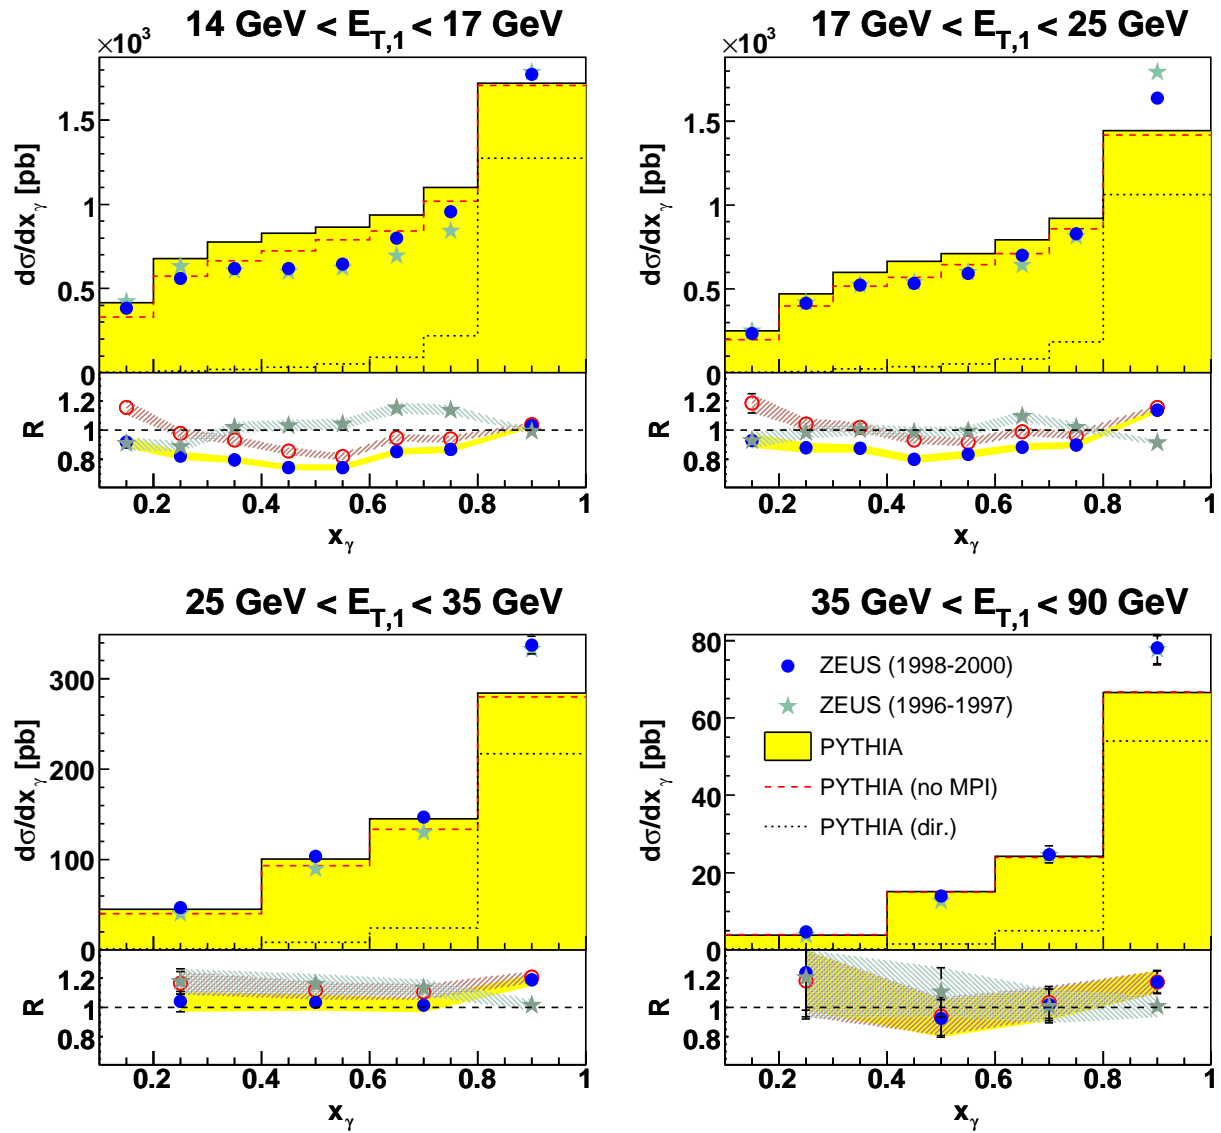 14 GeV < E_T,1 < 17 GeV
×10³
dσ/dx_γ [pb]
1.5
1
0.5
0
R
1.2
1
0.8
0.2 0.4 0.6 0.8 1
x_γ
17 GeV < E_T,1 < 25 GeV
×10³
dσ/dx_γ [pb]
1.5
1
0.5
0
R
1.2
1
0.8
0.2 0.4 0.6 0.8 1
x_γ
25 GeV < E_T,1 < 35 GeV
dσ/dx_γ [pb]
300
200
100
0
R
1.2
1
0.8
0.2 0.4 0.6 0.8 1
x_γ
35 GeV < E_T,1 < 90 GeV
dσ/dx_γ [pb]
80
60
40
20
0
ZEUS (1998-2000)
ZEUS (1996-1997)
PYTHIA
PYTHIA (no MPI)
PYTHIA (dir.)
R
1.2
1
0.8
0.2 0.4 0.6 0.8 1
x_γ